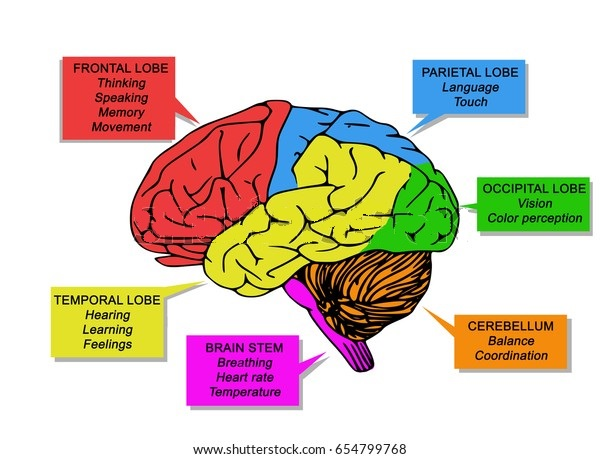 FRONTAL LOBE
Thinking
Speaking
Memory
Movement
PARIETAL LOBE
Language
Touch
OCCIPITAL LOBE
Vision
Color perception
TEMPORAL LOBE
Hearing
Learning
Feelings
BRAIN STEM
Breathing
Heart rate
Temperature
CEREBELLUM
Balance
Coordination
shutterstock.com · 654799768